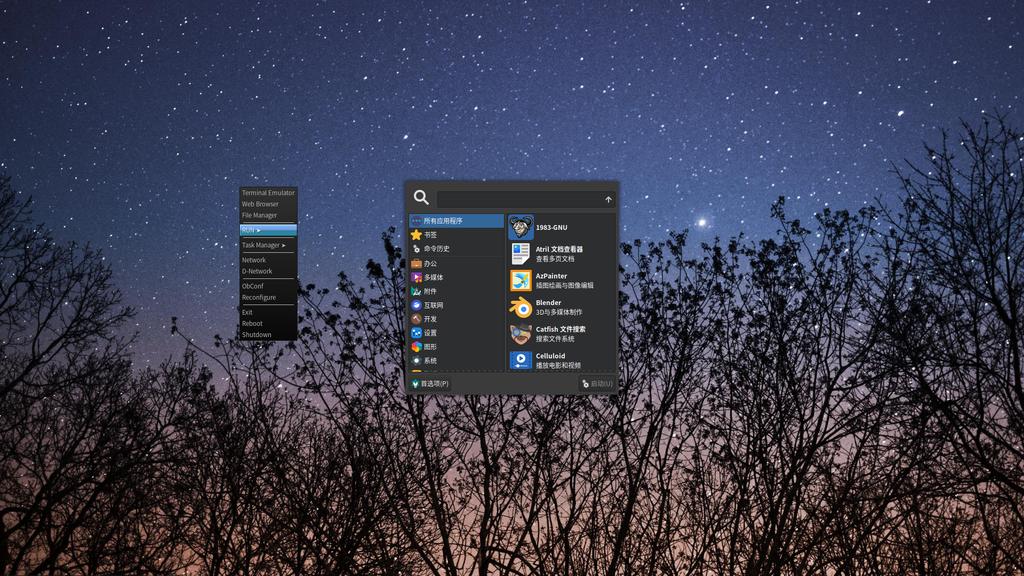 Terminal Emulator
Web Browser
File Manager
RUN ➤
Task Manager ➤
Network
D-Network
ObConf
Reconfigure
Exit
Reboot
Shutdown
所有应用程序
书签
命令历史
办公
多媒体
附件
互联网
开发
设置
图形
系统
首选项(P)
1983-GNU
Atril 文档查看器
查看多页文档
AzPainter
插图绘画与图像编辑
Blender
3D与多媒体制作
Catfish 文件搜索
搜索文件系统
Celluloid
播放电影和视频
启动(U)